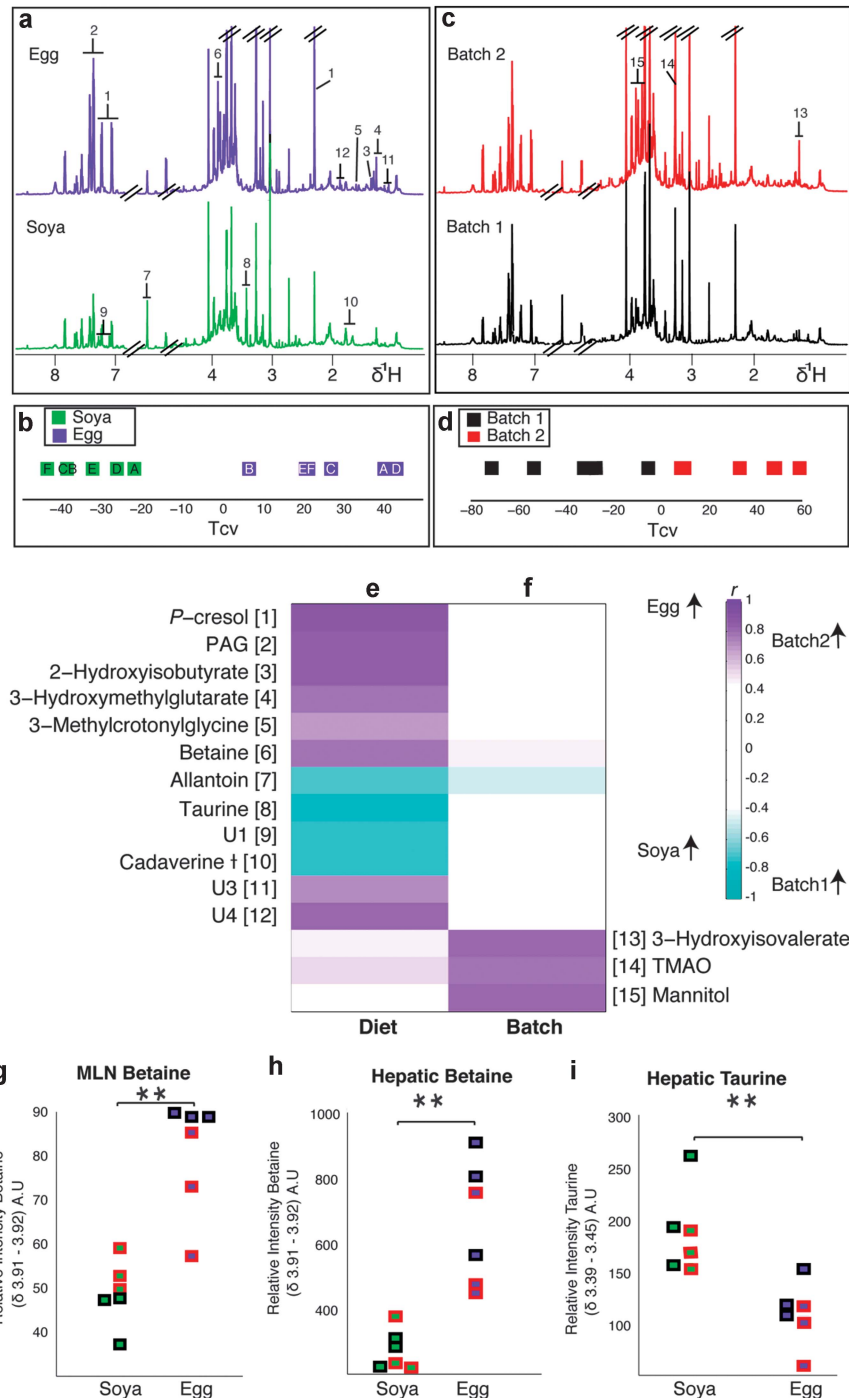 a
Egg
2
1
6
1
5
4
12
3
11
Soya
7
9
8
10
8 7 4 2 δ¹H
c
Batch 2
15
14
13
Batch 1
8 7 4 2 δ¹H
b
Soya
Egg
F CB E D A B EF C A D
−40 −30 −20 −10 0 10 20 30 40
Tcv
d
Batch 1
Batch 2
−80 −60 −40 −20 0 20 40 60
Tcv
e f
P−cresol [1]
PAG [2]
2−Hydroxyisobutyrate [3]
3−Hydroxymethylglutarate [4]
3−Methylcrotonylglycine [5]
Betaine [6]
Allantoin [7]
Taurine [8]
U1 [9]
Cadaverine † [10]
U3 [11]
U4 [12]
[13] 3−Hydroxyisovalerate
[14] TMAO
[15] Mannitol
Diet Batch
Egg
r
Batch2
1
0.8
0.6
0.4
0.2
0
-0.2
-0.4
-0.6
-0.8
-1
Soya
Batch1
g
MLN Betaine
**
90
80
70
60
50
40
Relative Intensity Betaine
(δ 3.91 - 3.92) A.U
Soya Egg
h
Hepatic Betaine
**
1000
800
600
400
Relative Intensity Betaine
(δ 3.91 - 3.92) A.U
Soya Egg
i
Hepatic Taurine
**
300
250
200
150
100
Relative Intensity Taurine
(δ 3.39 - 3.45) A.U
Soya Egg